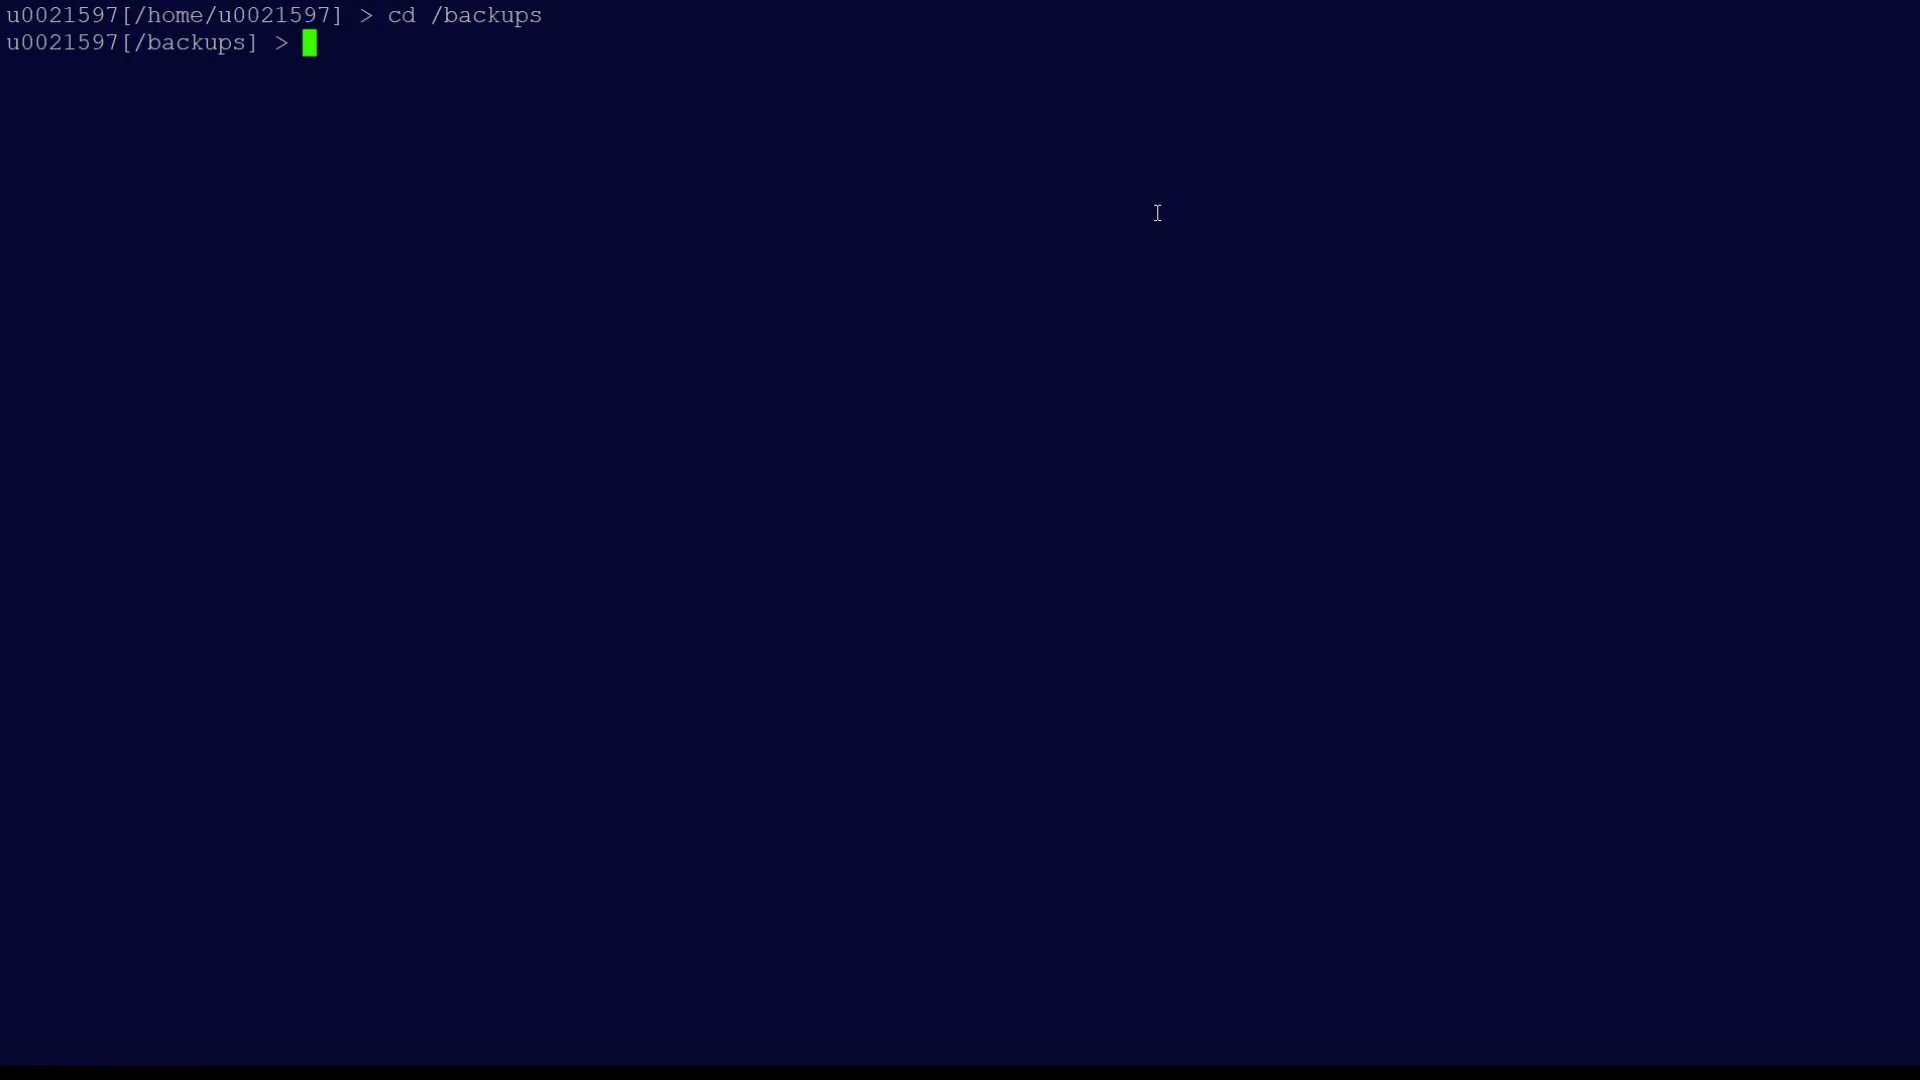 u0021597[/home/u0021597] > cd /backups
u0021597[/backups] >